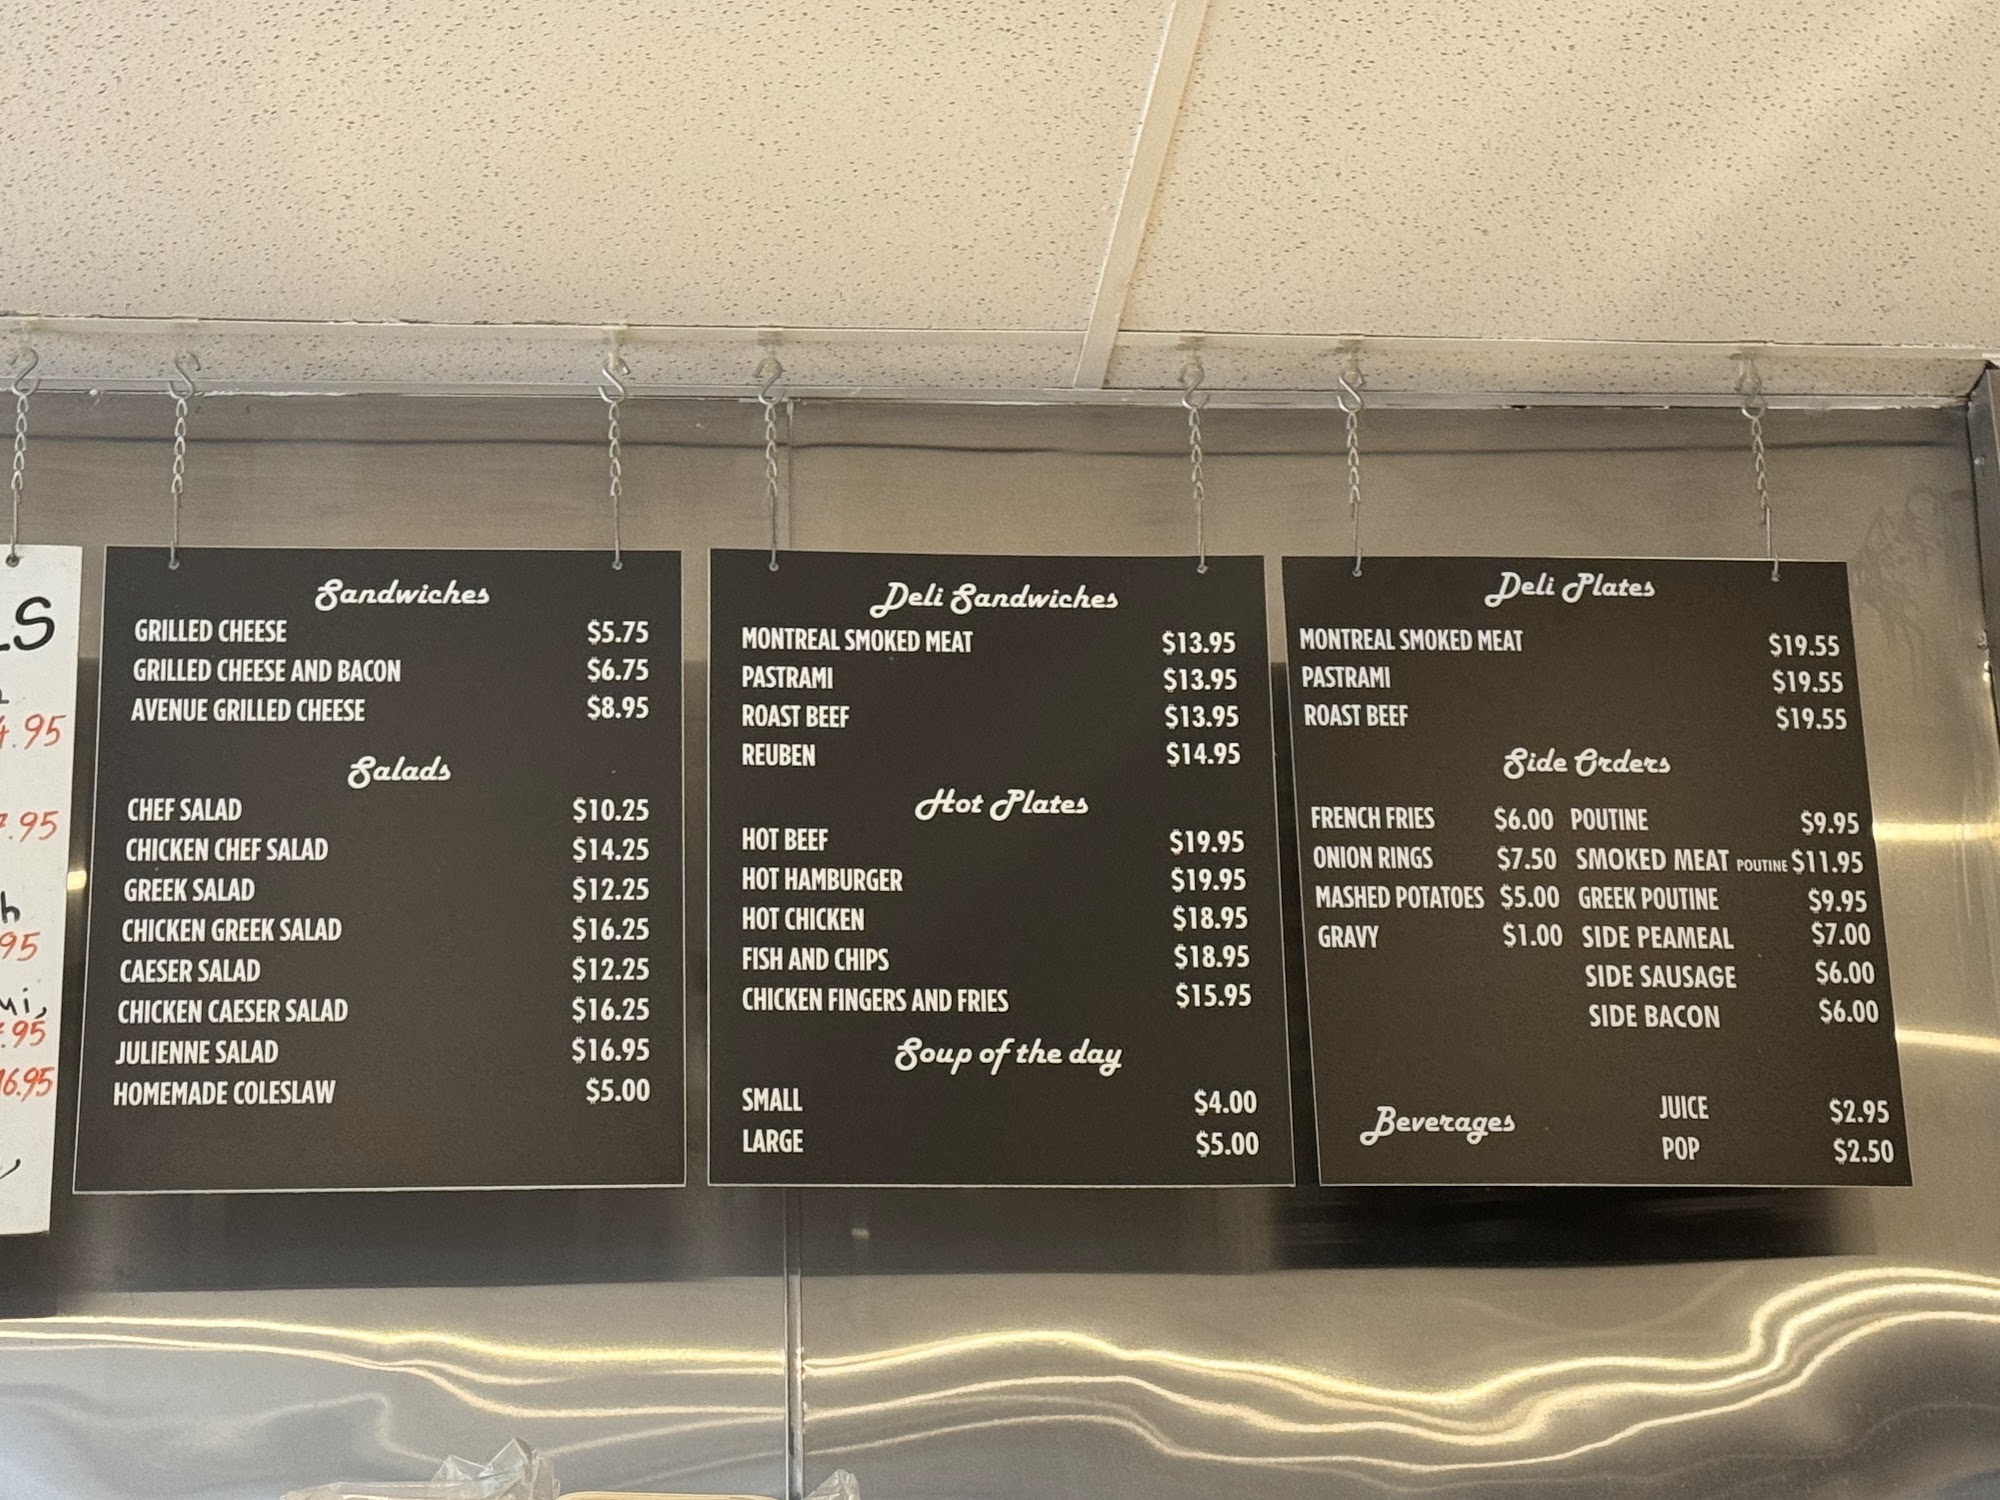 LS
.95
.95
95
.95
16.95
Sandwiches
GRILLED CHEESE $5.75
GRILLED CHEESE AND BACON $6.75
AVENUE GRILLED CHEESE $8.95
Salads
CHEF SALAD $10.25
CHICKEN CHEF SALAD $14.25
GREEK SALAD $12.25
CHICKEN GREEK SALAD $16.25
CAESER SALAD $12.25
CHICKEN CAESER SALAD $16.25
JULIENNE SALAD $16.95
HOMEMADE COLESLAW $5.00
Deli Sandwiches
MONTREAL SMOKED MEAT $13.95
PASTRAMI $13.95
ROAST BEEF $13.95
REUBEN $14.95
Hot Plates
HOT BEEF $19.95
HOT HAMBURGER $19.95
HOT CHICKEN $18.95
FISH AND CHIPS $18.95
CHICKEN FINGERS AND FRIES $15.95
Soup of the day
SMALL $4.00
LARGE $5.00
Deli Plates
MONTREAL SMOKED MEAT $19.55
PASTRAMI $19.55
ROAST BEEF $19.55
Side Orders
FRENCH FRIES $6.00 POUTINE $9.95
ONION RINGS $7.50 SMOKED MEAT POUTINE $11.95
MASHED POTATOES $5.00 GREEK POUTINE $9.95
GRAVY $1.00 SIDE PEAMEAL $7.00
SIDE SAUSAGE $6.00
SIDE BACON $6.00
Beverages
JUICE $2.95
POP $2.50